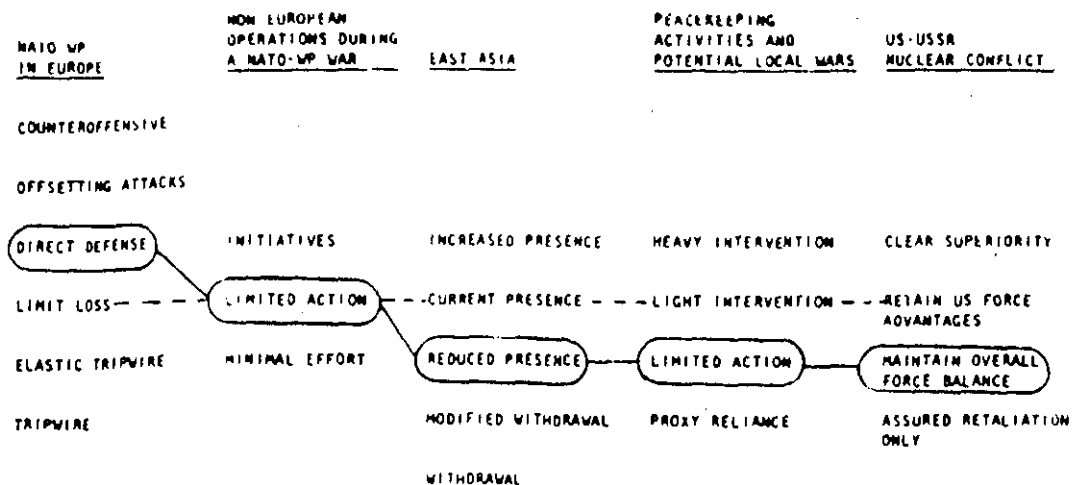 NATO WP
IN EUROPE
NON EUROPEAN
OPERATIONS DURING
A NATO-WP WAR
EAST ASIA
PEACEKEEPING
ACTIVITIES AND
POTENTIAL LOCAL WARS
US-USSR
NUCLEAR CONFLICT
COUNTEROFFENSIVE
OFFSETTING ATTACKS
DIRECT DEFENSE
INITIATIVES
INCREASED PRESENCE
HEAVY INTERVENTION
CLEAR SUPERIORITY
LIMIT LOSS
LIMITED ACTION
CURRENT PRESENCE
LIGHT INTERVENTION
RETAIN US FORCE
ADVANTAGES
ELASTIC TRIPWIRE
MINIMAL EFFORT
REDUCED PRESENCE
LIMITED ACTION
MAINTAIN OVERALL
FORCE BALANCE
TRIPWIRE
MODIFIED WITHDRAWAL
PROXY RELIANCE
ASSURED RETALIATION
ONLY
WITHDRAWAL